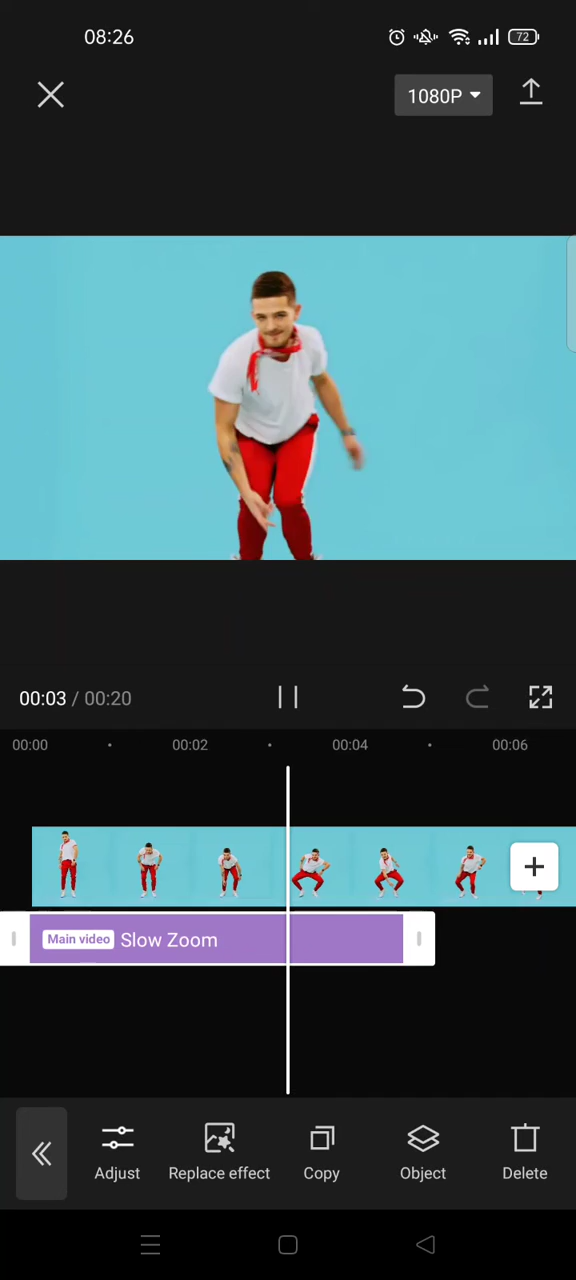 08:26 72
1080P
00:03 / 00:20
00:00 00:02 00:04 00:06
Main video Slow Zoom
Adjust Replace effect Copy Object Delete